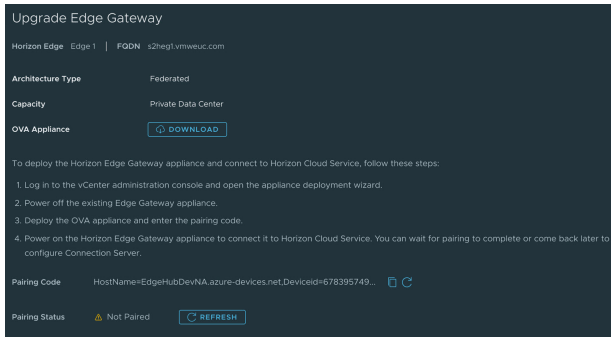 Upgrade Edge Gateway
Horizon Edge Edge 1 | FQDN s2heg1.vmweuc.com
Architecture Type Federated
Capacity Private Data Center
OVA Appliance DOWNLOAD
To deploy the Horizon Edge Gateway appliance and connect to Horizon Cloud Service, follow these steps:
1. Log in to the vCenter administration console and open the appliance deployment wizard.
2. Power off the existing Edge Gateway appliance.
3. Deploy the OVA appliance and enter the pairing code.
4. Power on the Horizon Edge Gateway appliance to connect it to Horizon Cloud Service. You can wait for pairing to complete or come back later to
configure Connection Server.
Pairing Code HostName=EdgeHubDevNA.azure-devices.net,DeviceId=678395749...
Pairing Status Not Paired REFRESH